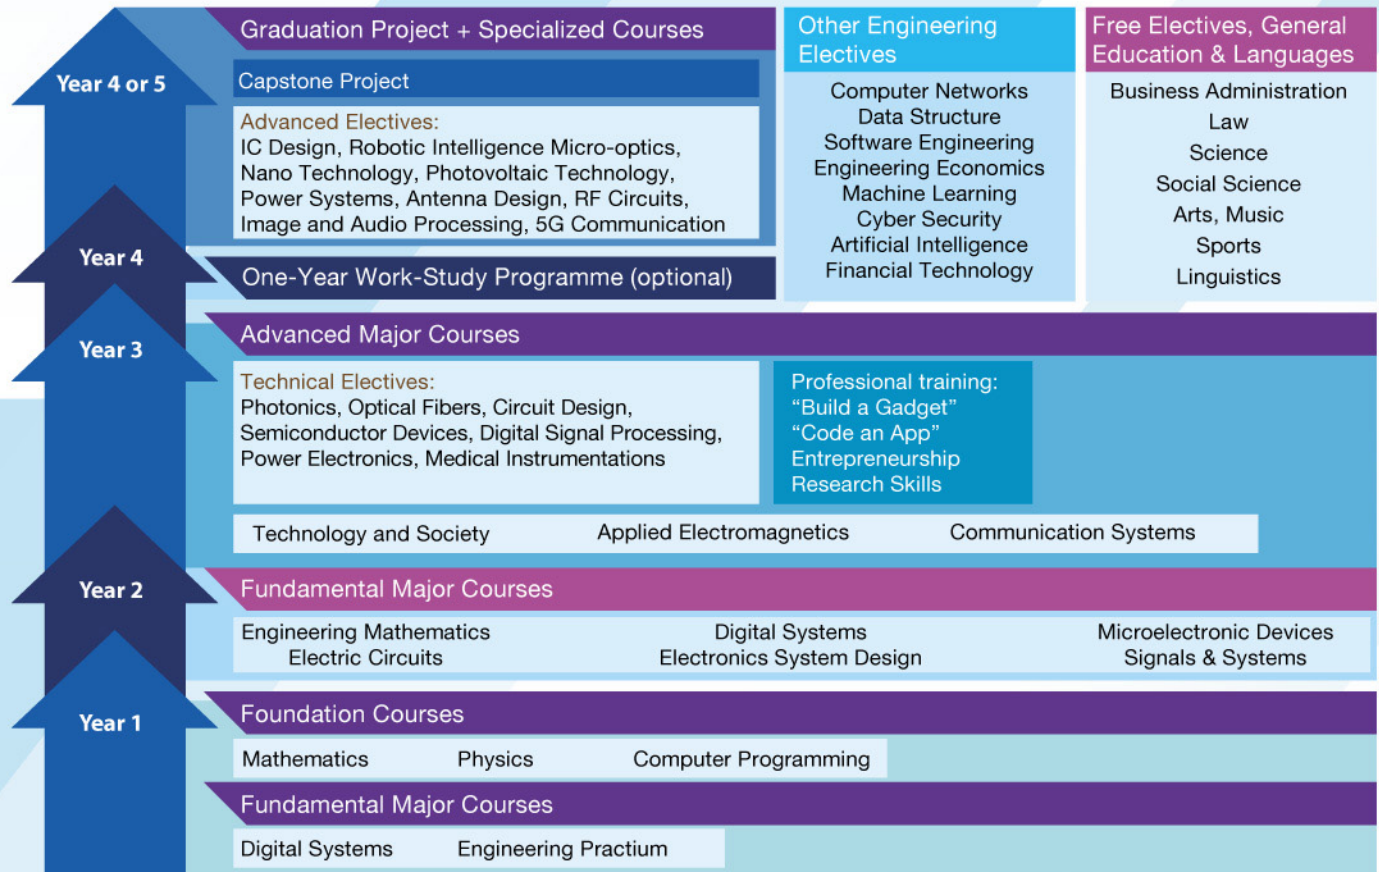 Year 4 or 5
Graduation Project + Specialized Courses
Capstone Project
Advanced Electives:
IC Design, Robotic Intelligence Micro-optics,
Nano Technology, Photovoltaic Technology,
Power Systems, Antenna Design, RF Circuits,
Image and Audio Processing, 5G Communication
Other Engineering
Electives
Computer Networks
Data Structure
Software Engineering
Engineering Economics
Machine Learning
Cyber Security
Artificial Intelligence
Financial Technology
Free Electives, General
Education & Languages
Business Administration
Law
Science
Social Science
Arts, Music
Sports
Linguistics
Year 4
One-Year Work-Study Programme (optional)
Year 3
Advanced Major Courses
Technical Electives:
Photonics, Optical Fibers, Circuit Design,
Semiconductor Devices, Digital Signal Processing,
Power Electronics, Medical Instrumentations
Professional training:
“Build a Gadget”
“Code an App”
Entrepreneurship
Research Skills
Technology and Society Applied Electromagnetics Communication Systems
Year 2
Fundamental Major Courses
Engineering Mathematics Digital Systems Microelectronic Devices
Electric Circuits Electronics System Design Signals & Systems
Year 1
Foundation Courses
Mathematics Physics Computer Programming
Fundamental Major Courses
Digital Systems Engineering Practium